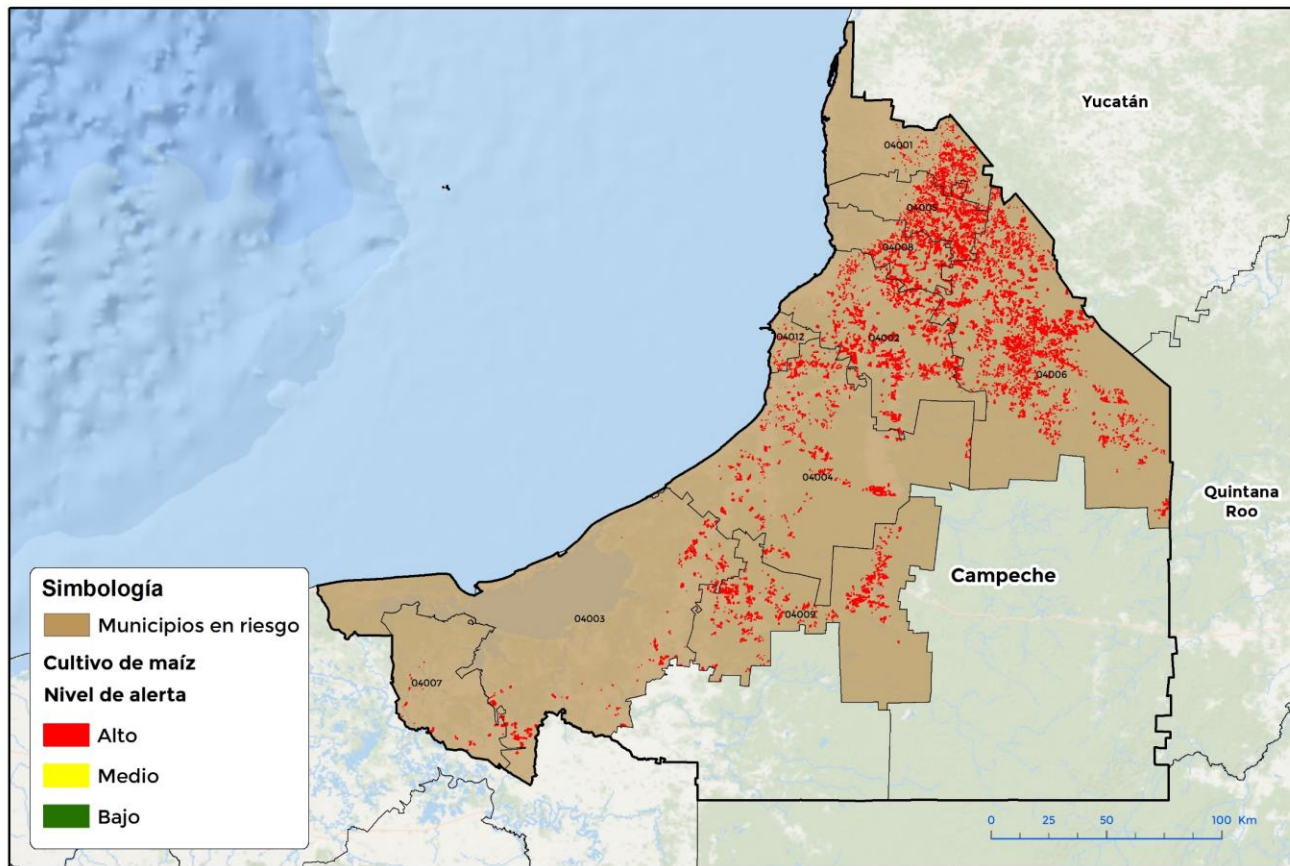 Yucatán
04001
04005
04008
04012
04002
04006
04004
Quintana
Roo
Campeche
04009
04003
04007
Simbología
Municipios en riesgo
Cultivo de maíz
Nivel de alerta
Alto
Medio
Bajo
0 25 50 100 Km